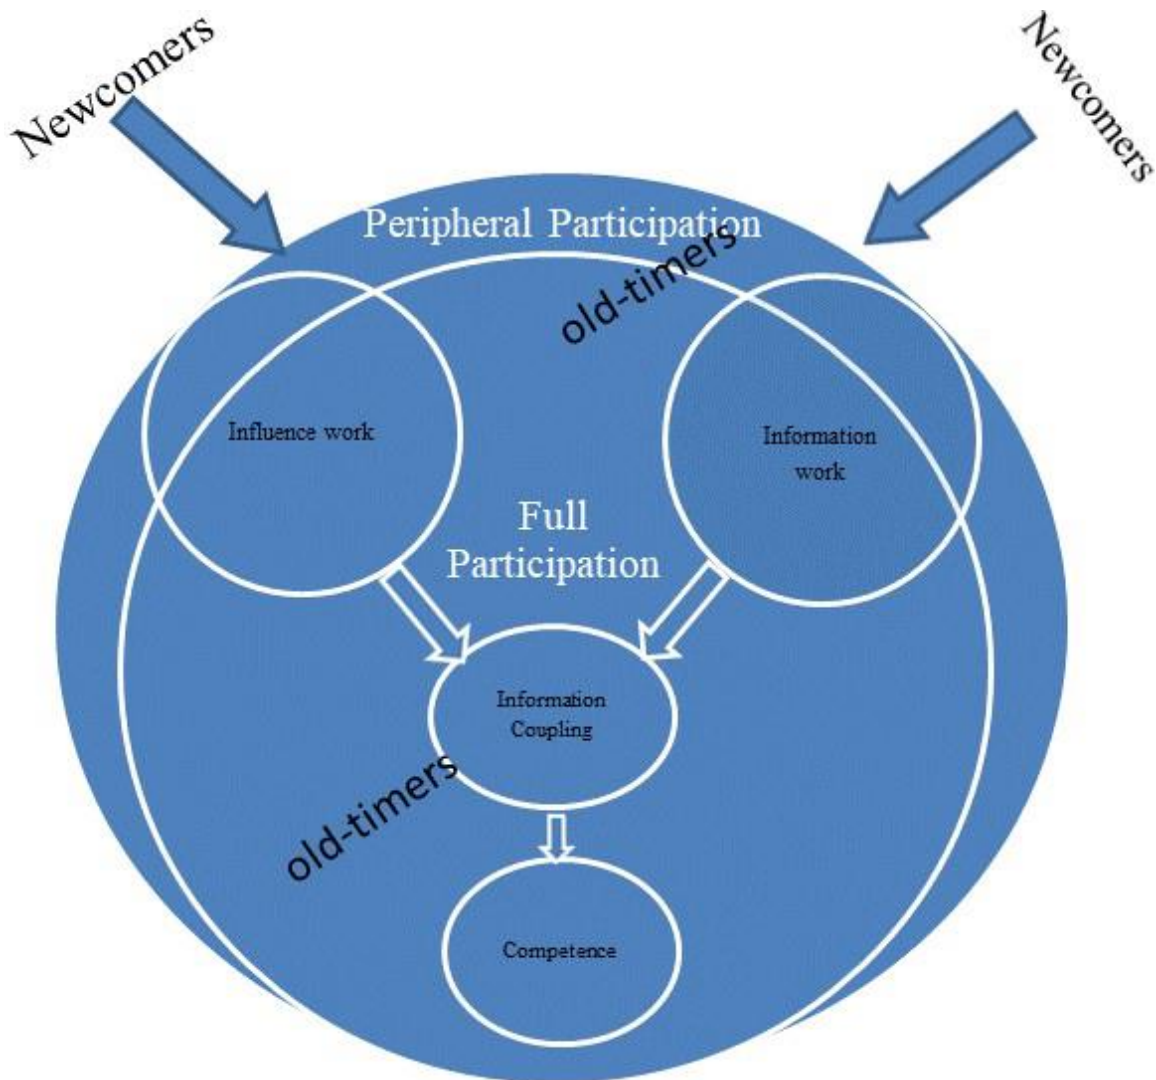 Newcomers
Newcomers
Peripheral Participation
old-timers
Influence work
Information
work
Full
Participation
Information
Coupling
old-timers
Competence